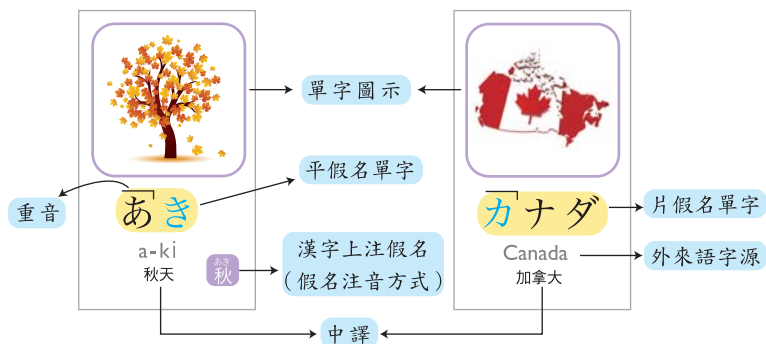 單字圖示
平假名單字
重音
あき
a-ki
秋天
あき
秋
漢字上注假名
(假名注音方式)
カナダ
片假名單字
Canada
外來語字源
加拿大
中譯